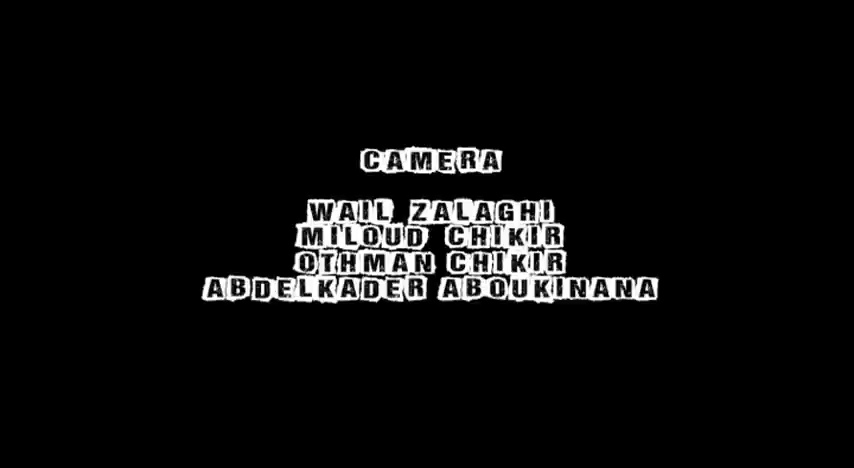 CAMERA
WAIL ZALAGHI
MILOUD CHIKIR
OTHMAN CHIKIR
ABDELKADER ABOUKINANA